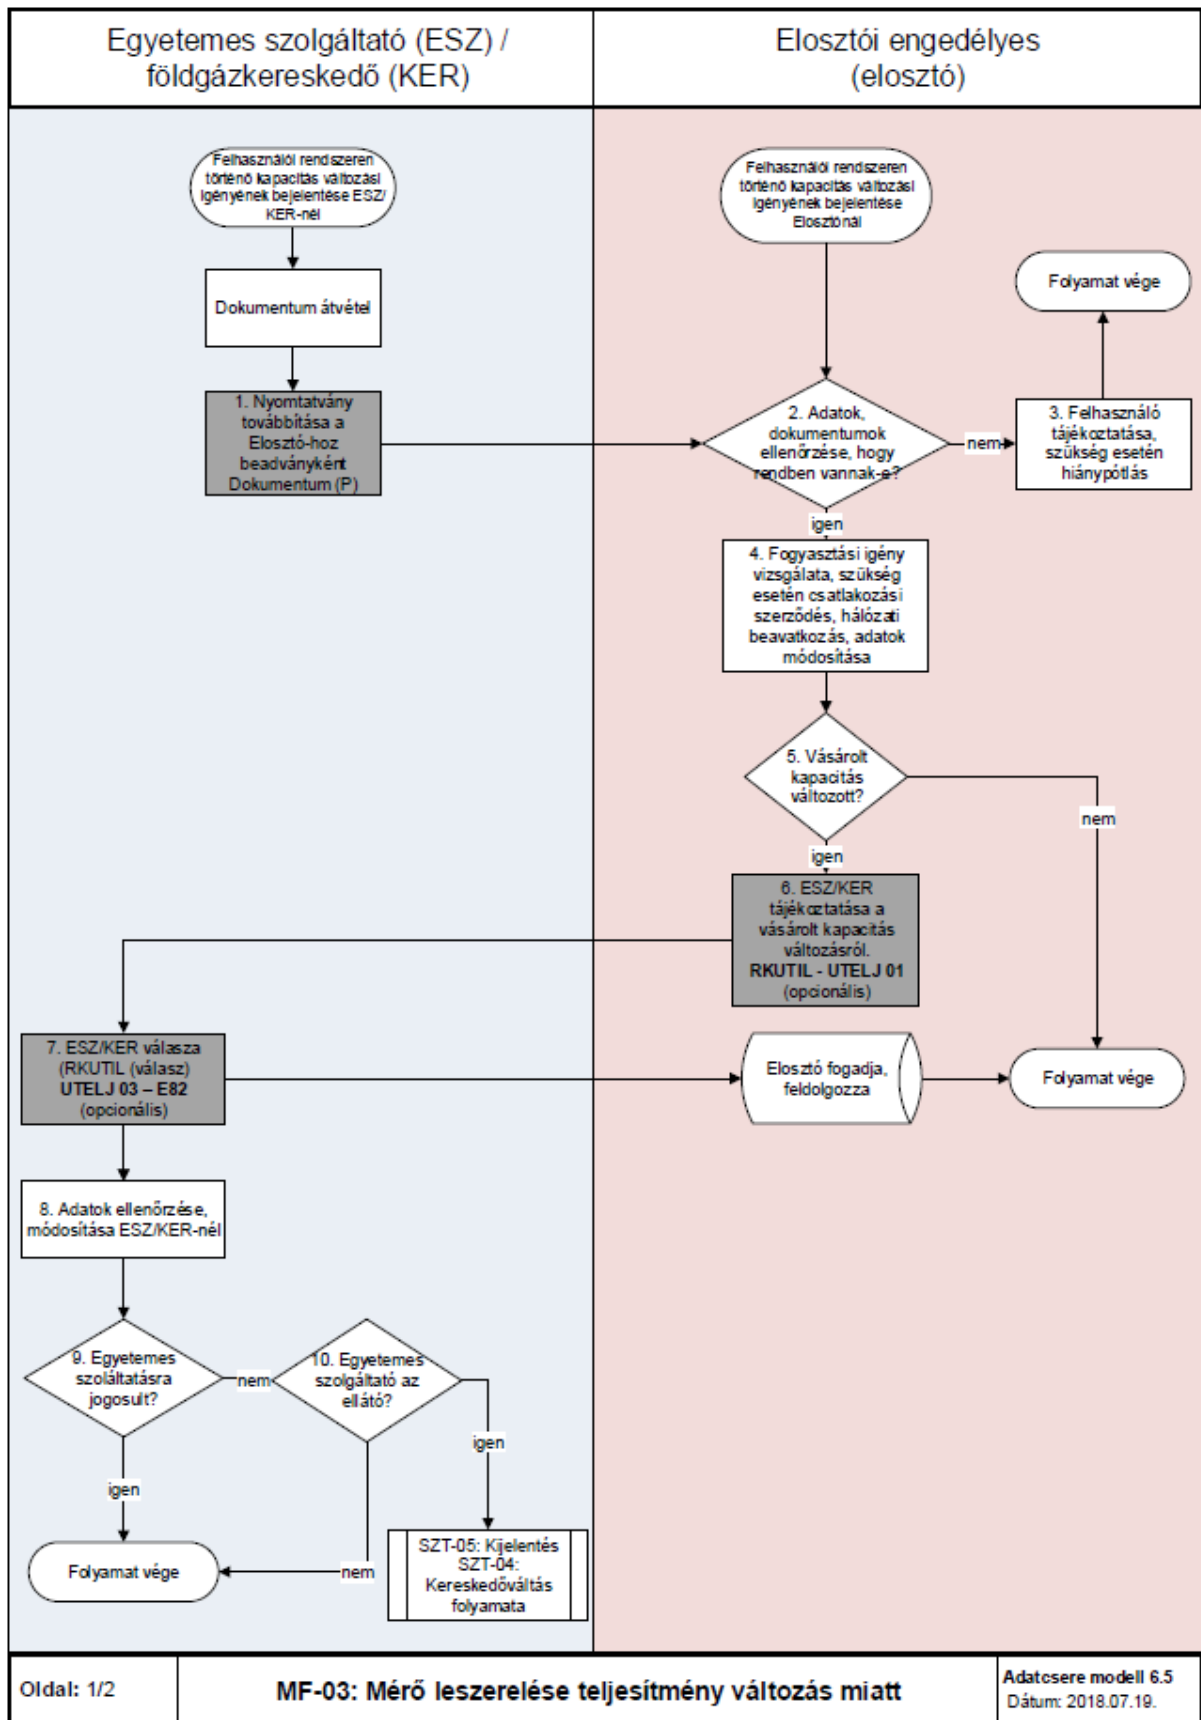 Egyetemes szolgáltató (ESZ) /
földgázkereskedő (KER)
Elosztói engedélyes
(elosztó)
Felhasználói rendszeren
történő kapacitás változási
igényének bejelentése ESZ/
KER-nél
Dokumentum átvétel
1. Nyomtatvány
továbbítása a
Elosztó-hoz
beadványként
Dokumentum (P)
Felhasználói rendszeren
történő kapacitás változási
igényének bejelentése
Elosztónál
Folyamat vége
2. Adatok,
dokumentumok
ellenőrzése, hogy
rendben vannak-e?
nem
3. Felhasználó
tájékoztatása,
szükség esetén
hiánypótlás
igen
4. Fogyasztási igény
vizsgálata, szükség
esetén csatlakozási
szerződés, hálózati
beavatkozás, adatok
módosítása
5. Vásárolt
kapacitás
változott?
nem
igen
6. ESZ/KER
tájékoztatása a
vásárolt kapacitás
változásról.
RKUTIL - UTELJ 01
(opcionális)
7. ESZ/KER válasza
(RKUTIL (válasz)
UTELJ 03 – E82
(opcionális)
Elosztó fogadja,
feldolgozza
Folyamat vége
8. Adatok ellenőrzése,
módosítása ESZ/KER-nél
9. Egyetemes
szoláltatásra
jogosult?
nem
10. Egyetemes
szolgáltató az
ellátó?
igen
igen
Folyamat vége
nem
SZT-05: Kijelentés
SZT-04:
Kereskedőváltás
folyamata
Oldal: 1/2
MF-03: Mérő leszerelése teljesítmény változás miatt
Adatcsere modell 6.5
Dátum: 2018.07.19.